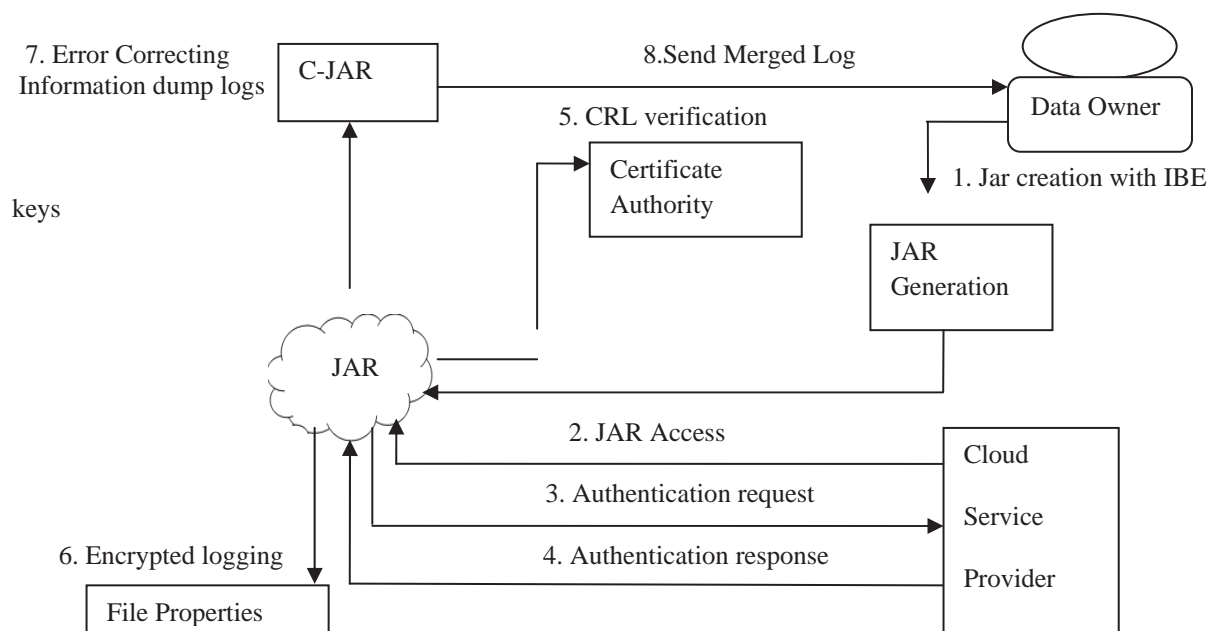 7. Error Correcting
Information dump logs
C-JAR
8.Send Merged Log
Data Owner
5. CRL verification
Certificate
Authority
1. Jar creation with IBE
keys
JAR
Generation
JAR
2. JAR Access
Cloud
3. Authentication request
Service
6. Encrypted logging
4. Authentication response
Provider
File Properties